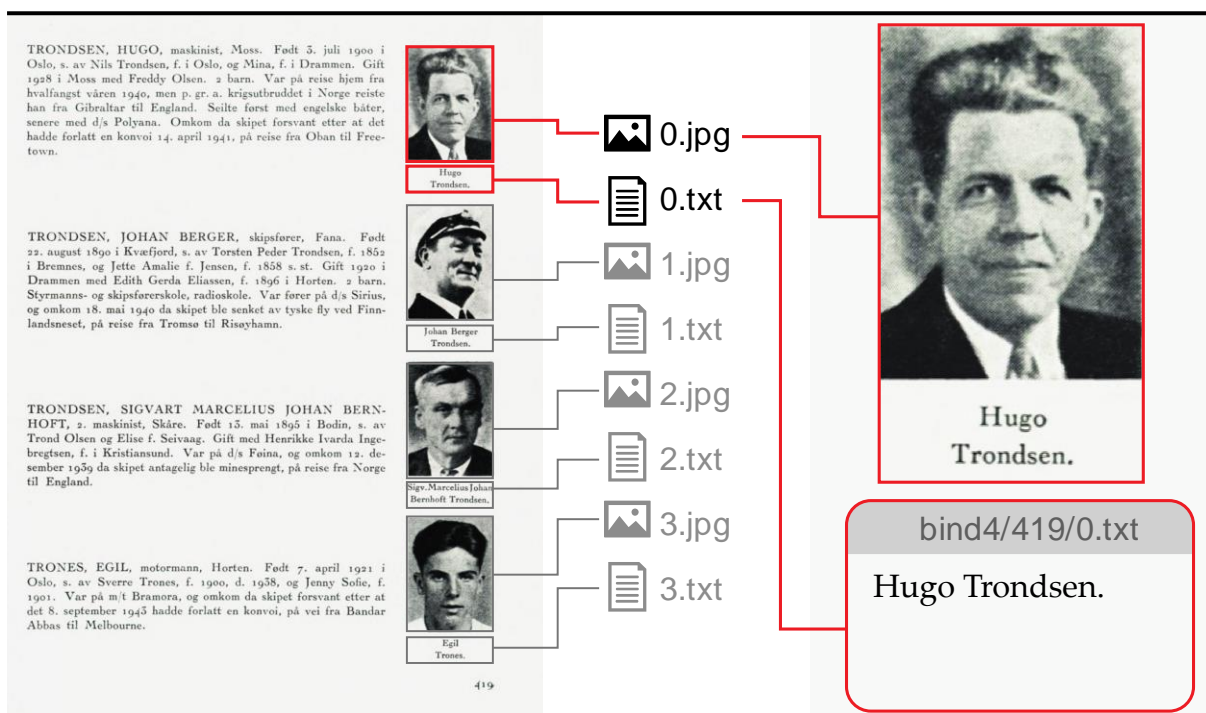 TRONDSEN, HUGO, maskinist, Moss. Født 3. juli 1900 i
Oslo, s. av Nils Trondsen, f. i Oslo, og Mina, f. i Drammen. Gift
1928 i Moss med Freddy Olsen. 2 barn. Var på reise hjem fra
hvalfangst våren 1940, men p. gr. a. krigsutbruddet i Norge reiste
han fra Gibraltar til England. Seilte først med engelske båter,
senere med d/s Polyana. Omkom da skipet forsvant etter at det
hadde forlatt en konvoi 14. april 1941, på reise fra Oban til Free-
town.
Hugo
Trondsen.
TRONDSEN, JOHAN BERGER, skipsfører, Fana. Født
22. august 1890 i Kvæfjord, s. av Torsten Peder Trondsen, f. 1852
i Bremnes, og Jette Amalie f. Jensen, f. 1858 s. st. Gift 1920 i
Drammen med Edith Gerda Eliassen, f. 1896 i Horten. 2 barn.
Styrmanns- og skipsførerskole, radioskole. Var fører på d/s Sirius,
og omkom 18. mai 1940 da skipet ble senket av tyske fly ved Finn-
landsneset, på reise fra Tromsø til Risøyhamn.
Johan Berger
Trondsen.
TRONDSEN, SIGVART MARCELIUS JOHAN BERN-
HOFT, 2. maskinist, Skåre. Født 13. mai 1895 i Bodin, s. av
Trond Olsen og Elise f. Seivaag. Gift med Henrikke Ivarda Inge-
bregtsen, f. i Kristiansund. Var på d/s Føina, og omkom 12. de-
sember 1939 da skipet antagelig ble minesprengt, på reise fra Norge
til England.
Sigv.Marcelius Johan
Bernhoft Trondsen.
TRONES, EGIL, motormann, Horten. Født 7. april 1921 i
Oslo, s. av Sverre Trones, f. 1900, d. 1938, og Jenny Sofie, f.
1901. Var på m/t Bramora, og omkom da skipet forsvant etter at
det 8. september 1943 hadde forlatt en konvoi, på vei fra Bandar
Abbas til Melbourne.
Egil
Trones.
419
0.jpg
0.txt
1.jpg
1.txt
2.jpg
2.txt
3.jpg
3.txt
Hugo
Trondsen.
bind4/419/0.txt
Hugo Trondsen.